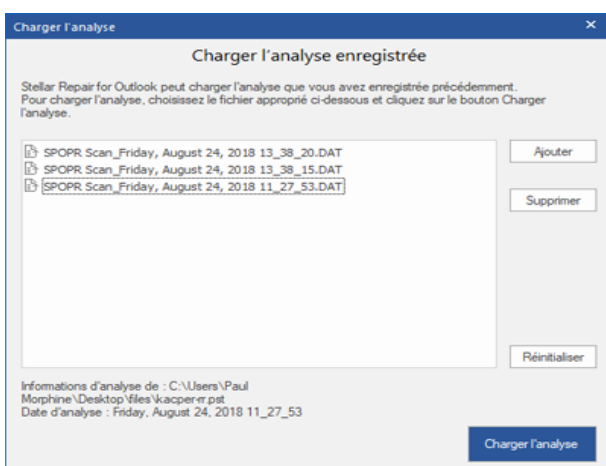 Charger l'analyse
Charger l'analyse enregistrée
Stellar Repair for Outlook peut charger l'analyse que vous avez enregistrée précédemment.
Pour charger l'analyse, choisissez le fichier approprié ci-dessous et cliquez sur le bouton Charger
l'analyse.
SPOPR Scan_Friday, August 24, 2018 13_38_20.DAT
SPOPR Scan_Friday, August 24, 2018 13_38_15.DAT
SPOPR Scan_Friday, August 24, 2018 11_27_53.DAT
Ajouter
Supprimer
Réinitialiser
Informations d'analyse de : C:\Users\Paul
Morphine\Desktop\files\kacper-rr.pst
Date d'analyse : Friday, August 24, 2018 11_27_53
Charger l'analyse